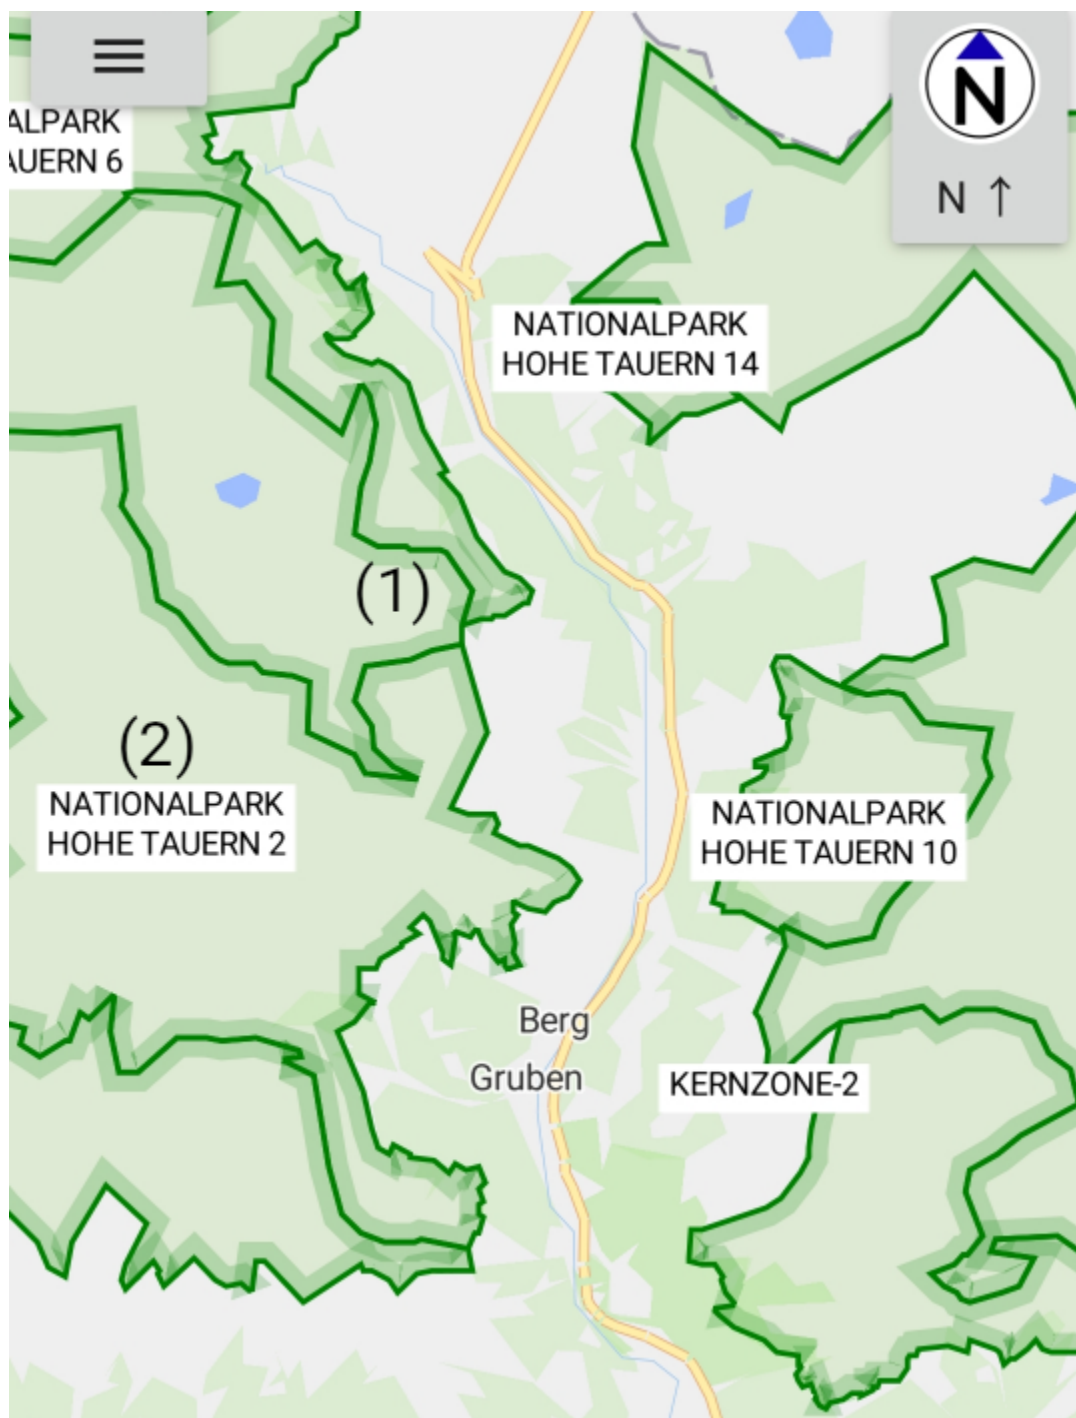 ALPARK
AUERN 6
N
N ↑
NATIONALPARK
HOHE TAUERN 14
(1)
(2)
NATIONALPARK
HOHE TAUERN 2
NATIONALPARK
HOHE TAUERN 10
Berg
Gruben
KERNZONE-2